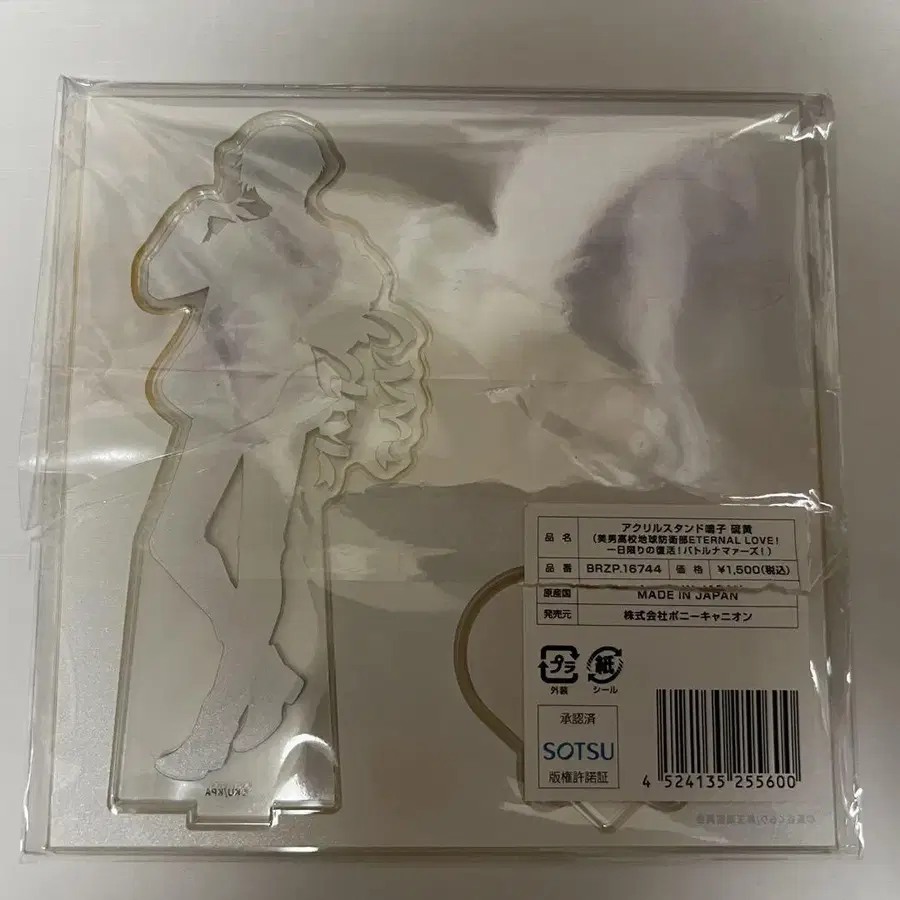 品名
アクリルスタンド鳴子 硫黄
(美男高校地球防衛部ETERNAL LOVE!
一日限りの復活!バトルナマァーズ!)
品番 BRZP.16744 価格 ¥1,500(税込)
原産国 MADE IN JAPAN
発売元 株式会社ポニーキャニオン
プラ 紙
外装 シール
承認済
SOTSU
版権許諾証
4 524135 255600